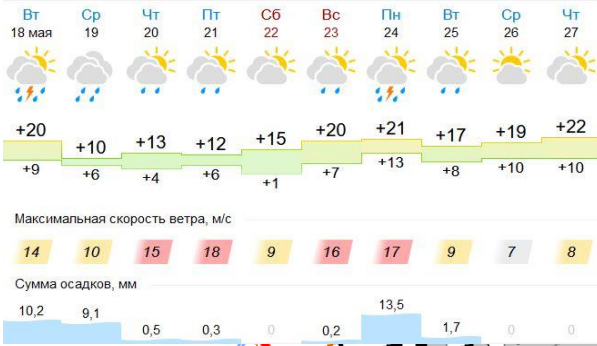 Вт Ср Чт Пт Сб Вс Пн Вт Ср Чт
18 мая 19 20 21 22 23 24 25 26 27
+20 +10 +13 +12 +15 +20 +21 +17 +19 +22
+9 +6 +4 +6 +1 +7 +13 +8 +10 +10
Максимальная скорость ветра, м/с
14 10 15 18 9 16 17 9 7 8
Сумма осадков, мм
10,2 9,1 0,5 0,3 0 0,2 13,5 1,7 0 0